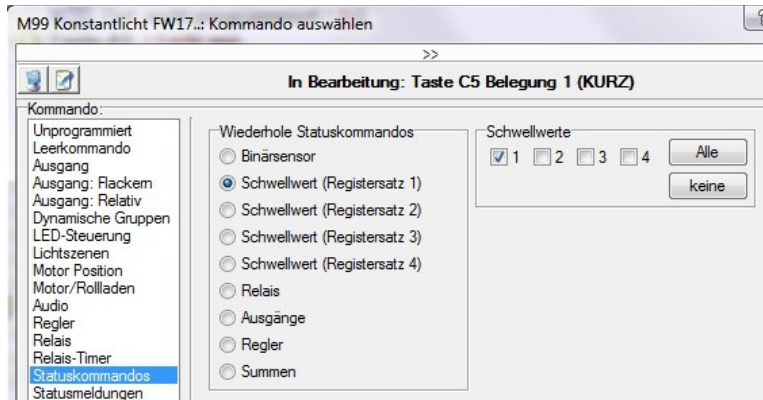 M99 Konstantlicht FW17..: Kommando auswählen
>>
In Bearbeitung: Taste C5 Belegung 1 (KURZ)
Kommando:
Unprogrammiert
Leerkommando
Ausgang
Ausgang: Flackern
Ausgang: Relativ
Dynamische Gruppen
LED-Steuerung
Lichtszenen
Motor Position
Motor/Rollladen
Audio
Regler
Relais
Relais-Timer
Statuskommandos
Statusmeldungen
Wiederhole Statuskommandos
Binärsensor
Schwellwert (Registersatz 1)
Schwellwert (Registersatz 2)
Schwellwert (Registersatz 3)
Schwellwert (Registersatz 4)
Relais
Ausgänge
Regler
Summen
Schwellwerte
1 2 3 4
Alle
keine